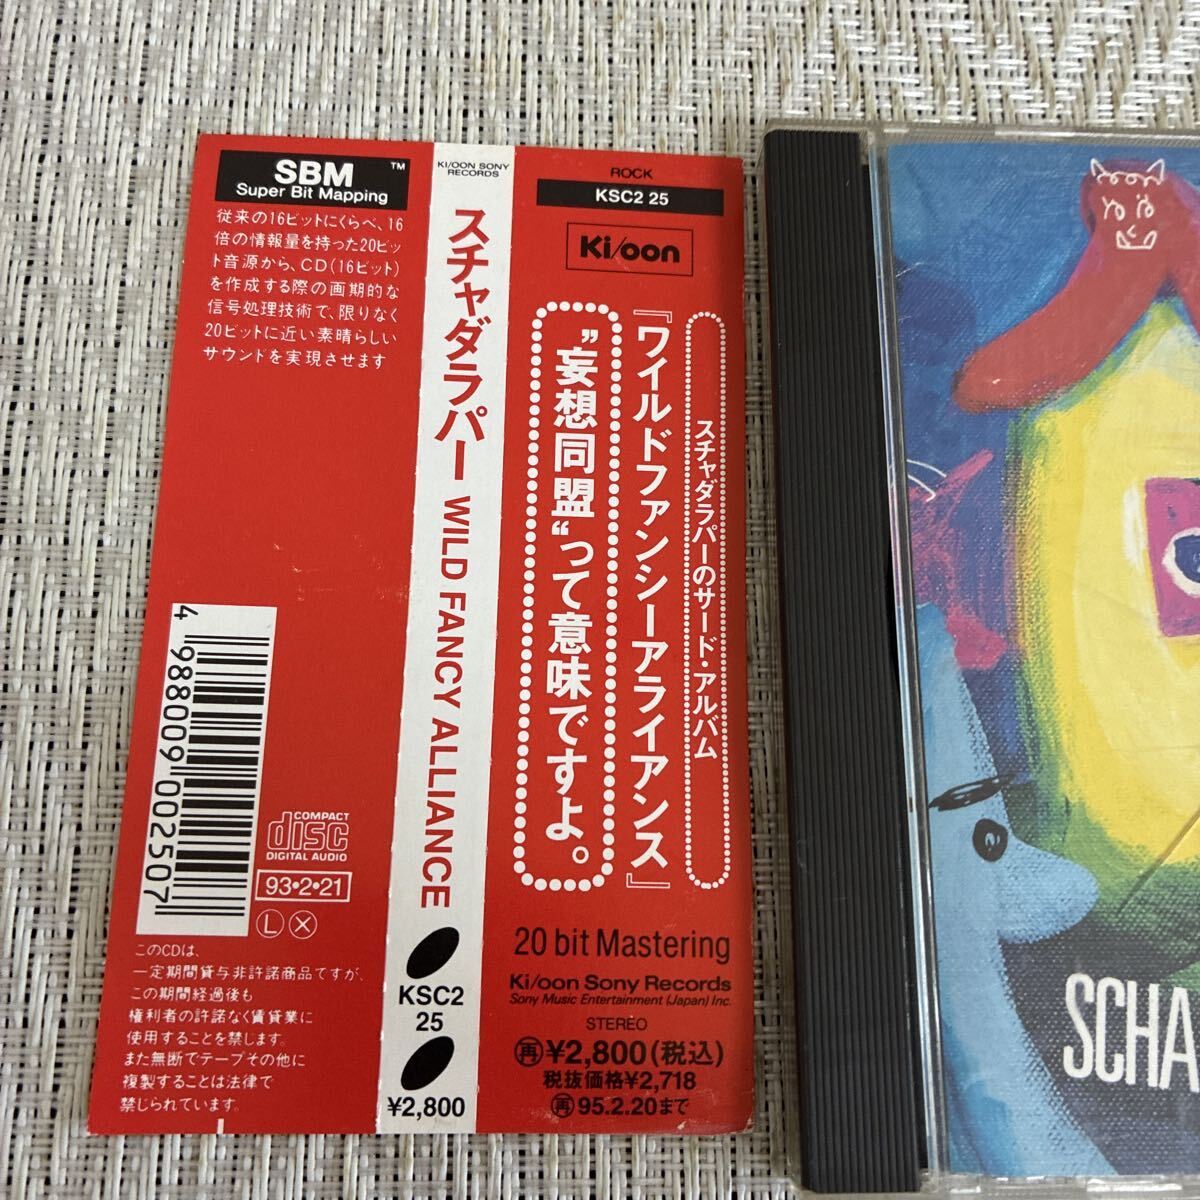 SBM™
Super Bit Mapping
従来の16ビットにくらべ、16
倍の情報量を持った20ビッ
ト音源から、CD(16ビット)
を作成する際の画期的な
信号処理技術で、限りなく
20ビットに近い素晴らしい
サウンドを実現させます
4 988009 002507
COMPACT
disc
DIGITAL AUDIO
93•2•21
L X
このCDは、
一定期間貸与非許諾商品ですが、
この期間経過後も
権利者の許諾なく賃貸業に
使用することを禁じます。
また無断でテープその他に
複製することは法律で
禁じられています。
KI/OON SONY
RECORDS
スチャダラパー WILD FANCY ALLIANCE
KSC2
25
¥2,800
ROCK
KSC2 25
Ki/oon
スチャダラパーのサード・アルバム
『ワイルドファンシーアライアンス』
"妄想同盟"って意味ですよ。
20 bit Mastering
Ki/oon Sony Records
Sony Music Entertainment (Japan) Inc.
STEREO
再¥2,800(税込)
税抜価格¥2,718
再95.2.20まで
SCHA